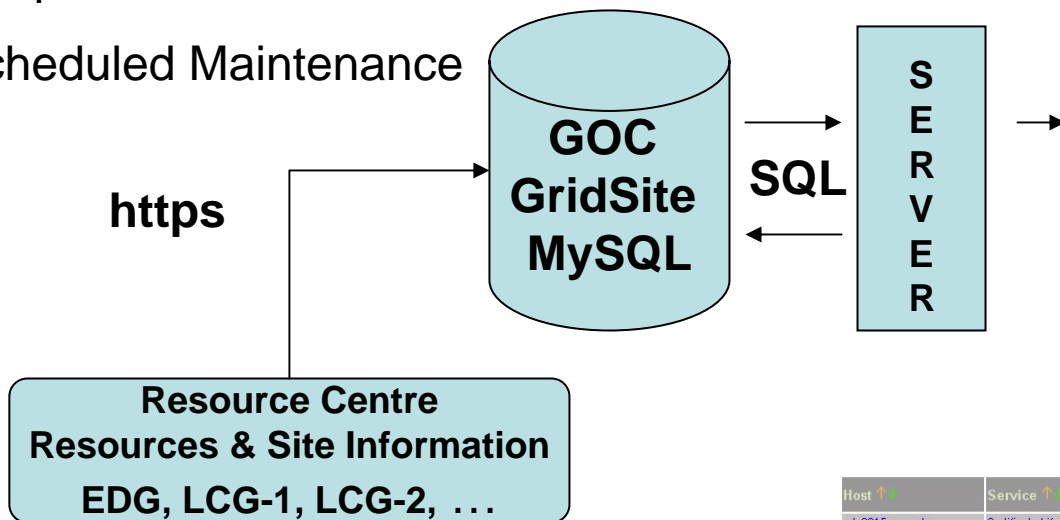 cheduled Maintenance
https
GOC
GridSite
MySQL
SQL
SERVER
Resource Centre
Resources & Site Information
EDG, LCG-1, LCG-2, …
Host Service